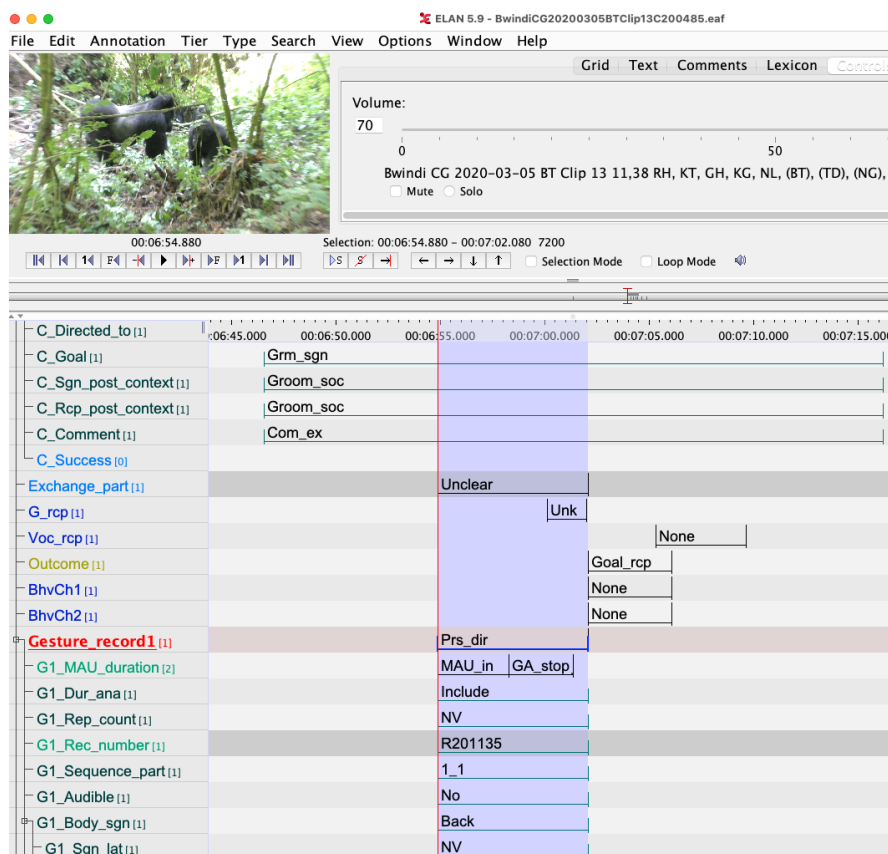 ELAN 5.9 - BwindiCG20200305BTClip13C200485.eaf
File Edit Annotation Tier Type Search View Options Window Help
Grid Text Comments Lexicon Controls
Volume:
70
0 50
Bwindi CG 2020-03-05 BT Clip 13 11,38 RH, KT, GH, KG, NL, (BT), (TD), (NG),
Mute Solo
00:06:54.880 Selection: 00:06:54.880 - 00:07:02.080 7200
Selection Mode Loop Mode
C_Directed_to [1] :06:45.000 00:06:50.000 00:06:55.000 00:07:00.000 00:07:05.000 00:07:10.000 00:07:15.000
C_Goal [1] Grm_sgn
C_Sgn_post_context [1] Groom_soc
C_Rcp_post_context [1] Groom_soc
C_Comment [1] Com_ex
C_Success [0]
Exchange_part [1] Unclear
G_rcp [1] Unk
Voc_rcp [1] None
Outcome [1] Goal_rcp
BhvCh1 [1] None
BhvCh2 [1] None
Gesture_record1 [1] Prs_dir
G1_MAU_duration [2] MAU_in GA_stop
G1_Dur_ana [1] Include
G1_Rep_count [1] NV
G1_Rec_number [1] R201135
G1_Sequence_part [1] 1_1
G1_Audible [1] No
G1_Body_sgn [1] Back
G1_Sgn_lat [1] NV